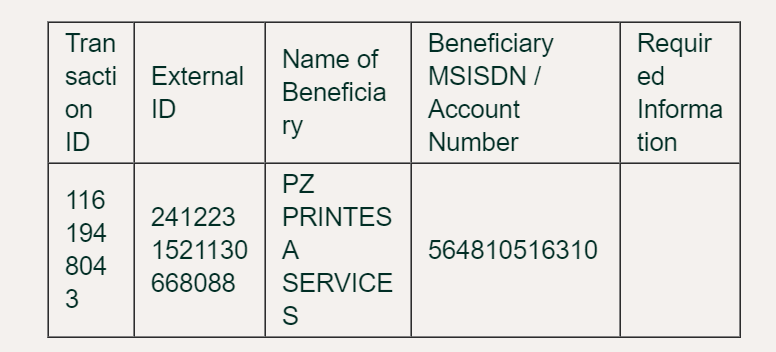 Tran
sacti
on
ID
External
ID
Name of
Beneficia
ry
Beneficiary
MSISDN /
Account
Number
Requir
ed
Informa
tion
116
194
804
3
241223
1521130
668088
PZ
PRINTES
A
SERVICE
S
564810516310